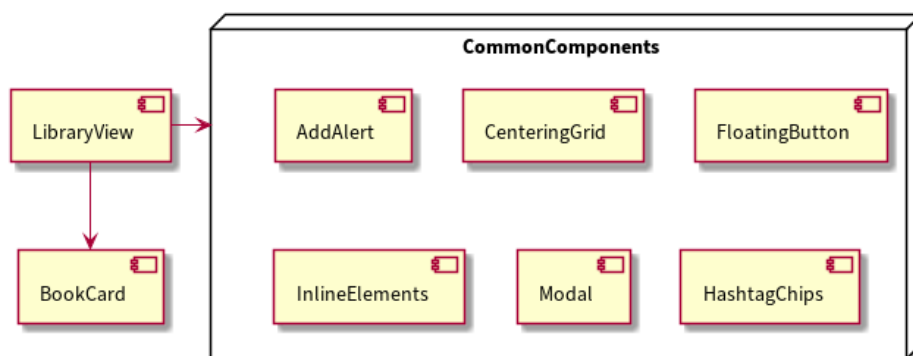 CommonComponents
LibraryView
AddAlert
CenteringGrid
FloatingButton
BookCard
InlineElements
Modal
HashtagChips